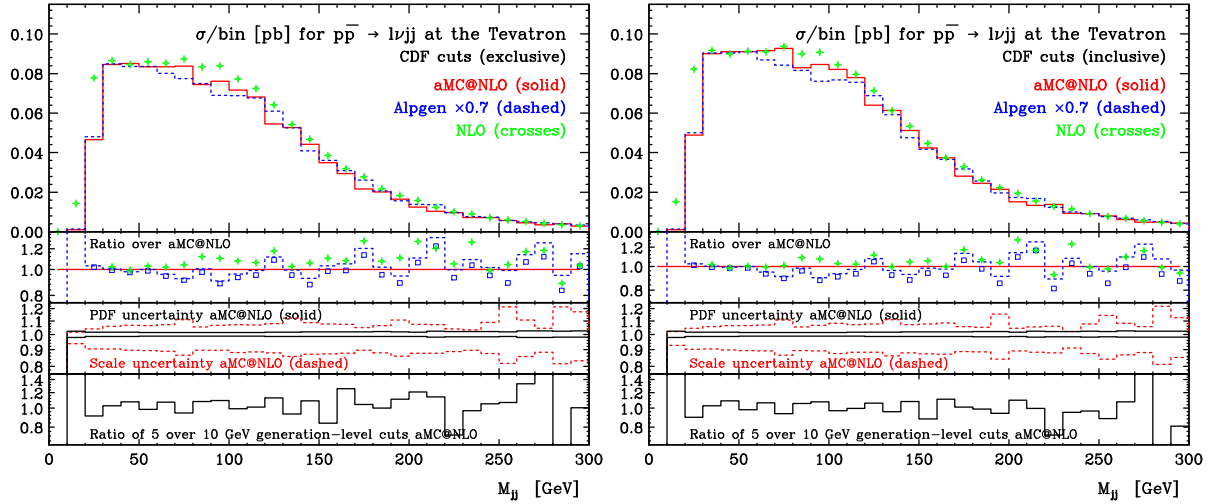 σ/bin [pb] for pp̅ → lνjj at the Tevatron
CDF cuts (exclusive)
aMC@NLO (solid)
Alpgen ×0.7 (dashed)
NLO (crosses)
0.10
0.08
0.06
0.04
0.02
0.00
Ratio over aMC@NLO
1.2
1.0
0.8
PDF uncertainty aMC@NLO (solid)
1.2
1.1
1.0
0.9
0.8
Scale uncertainty aMC@NLO (dashed)
1.4
1.2
1.0
0.8
Ratio of 5 over 10 GeV generation-level cuts aMC@NLO
0 50 100 150 200 250 300
M_jj [GeV]
σ/bin [pb] for pp̅ → lνjj at the Tevatron
CDF cuts (inclusive)
aMC@NLO (solid)
Alpgen ×0.7 (dashed)
NLO (crosses)
0.10
0.08
0.06
0.04
0.02
0.00
Ratio over aMC@NLO
1.2
1.0
0.8
PDF uncertainty aMC@NLO (solid)
1.2
1.1
1.0
0.9
0.8
Scale uncertainty aMC@NLO (dashed)
1.4
1.2
1.0
0.8
Ratio of 5 over 10 GeV generation-level cuts aMC@NLO
0 50 100 150 200 250 300
M_jj [GeV]